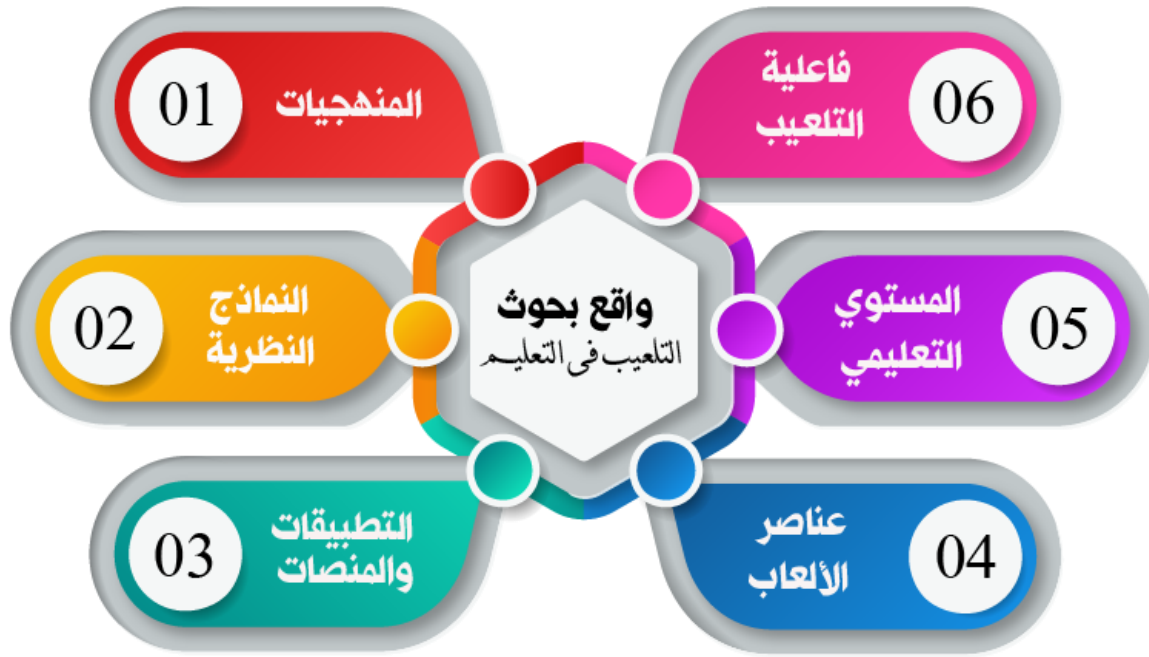 واقع بحوث
التلعيب فى التعليم
01
المنهجيات
02
النماذج
النظرية
03
التطبيقات
والمنصات
04
عناصر
الألعاب
05
المستوي
التعليمي
06
فاعلية
التلعيب